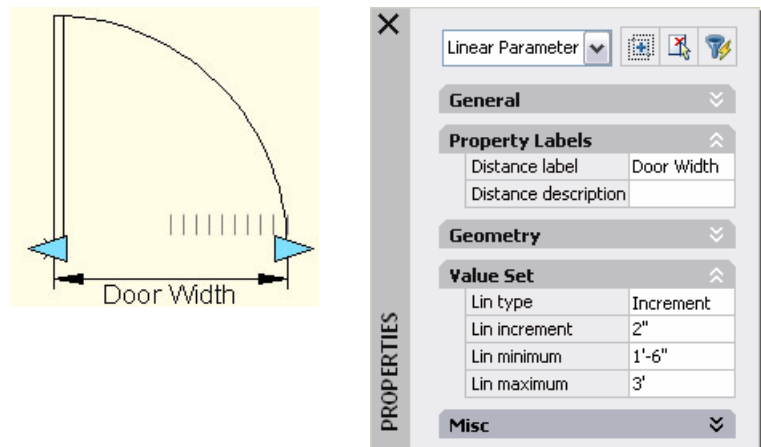 Door Width
Linear Parameter
General
Property Labels
Distance label Door Width
Distance description
Geometry
Value Set
Lin type Increment
Lin increment 2"
Lin minimum 1'-6"
Lin maximum 3'
Misc
PROPERTIES